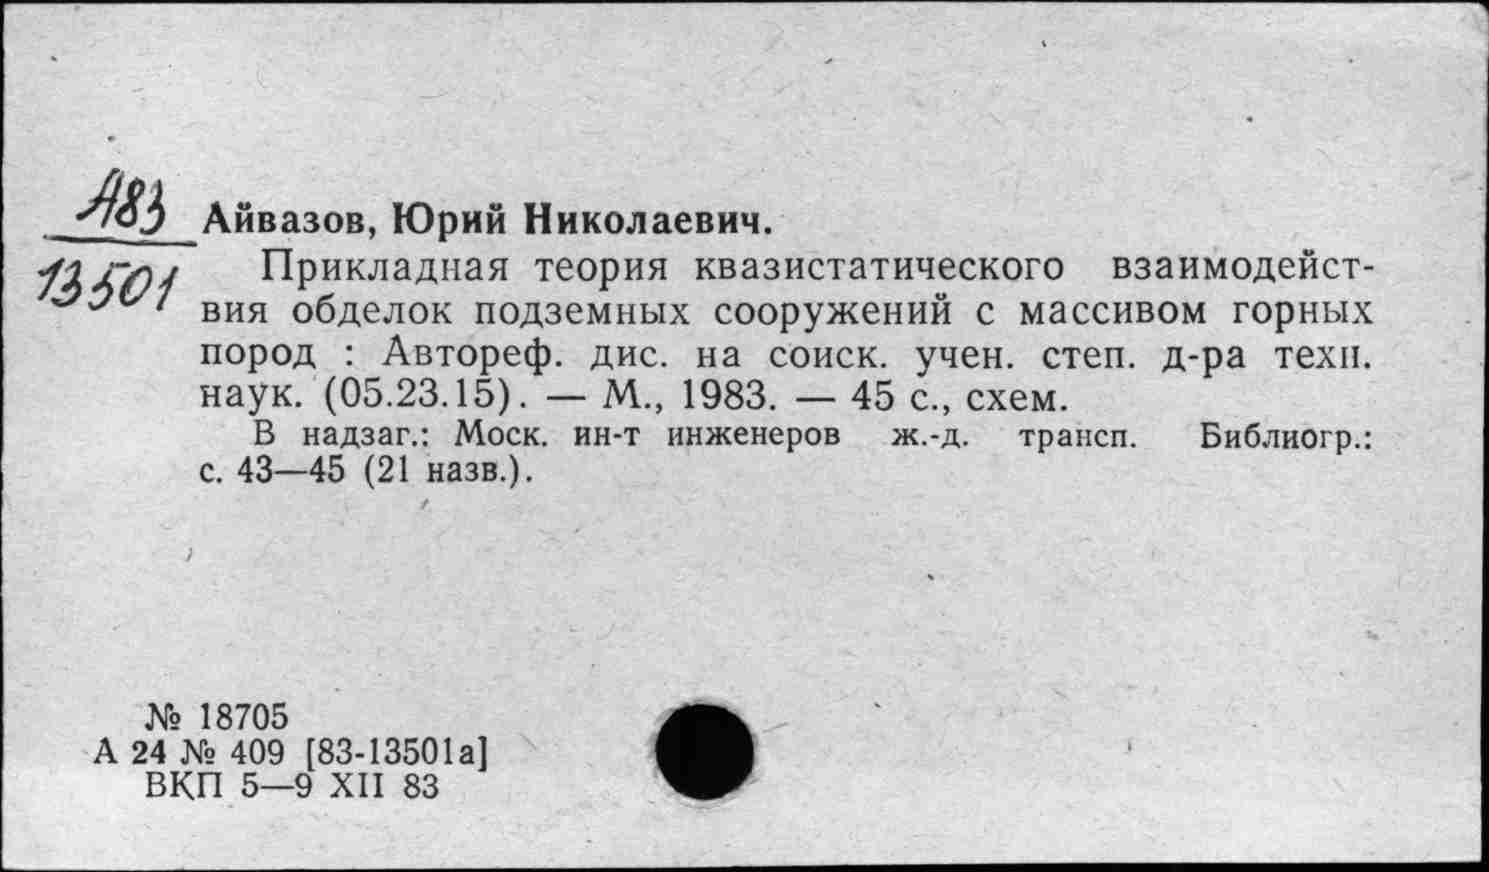 А83
13501
Айвазов, Юрий Николаевич.
Прикладная теория квазистатического взаимодейст-
вия обделок подземных сооружений с массивом горных
пород : Автореф. дис. на соиск. учен. степ. д-ра техн.
наук. (05.23.15). — М., 1983. — 45 с., схем.
В надзаг.: Моск. ин-т инженеров ж.-д. трансп. Библиогр.:
с. 43—45 (21 назв.).
№ 18705
А 24 № 409 [83-13501а]
ВКП 5—9 XII 83